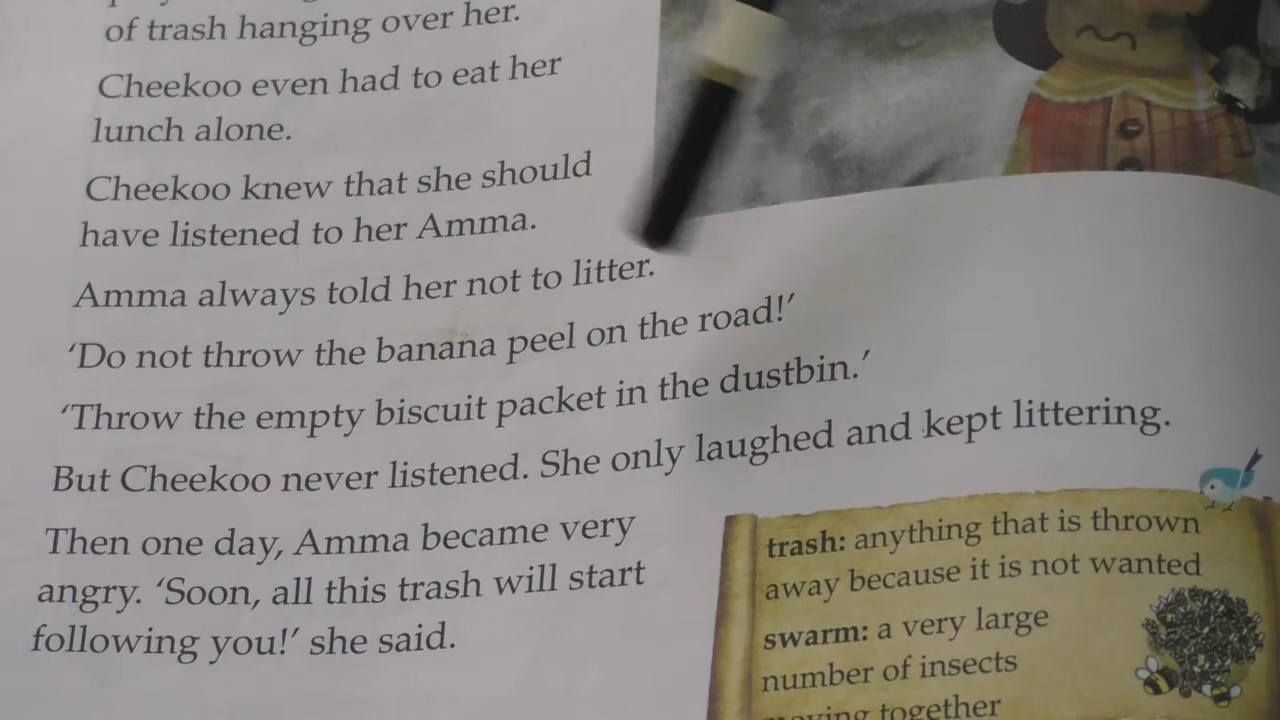 of trash hanging over her.
Cheekoo even had to eat her
lunch alone.
Cheekoo knew that she should
have listened to her Amma.
Amma always told her not to litter.
‘Do not throw the banana peel on the road!’
‘Throw the empty biscuit packet in the dustbin.’
But Cheekoo never listened. She only laughed and kept littering.
Then one day, Amma became very
angry. ‘Soon, all this trash will start
following you!’ she said.
trash: anything that is thrown
away because it is not wanted
swarm: a very large
number of insects
moving together